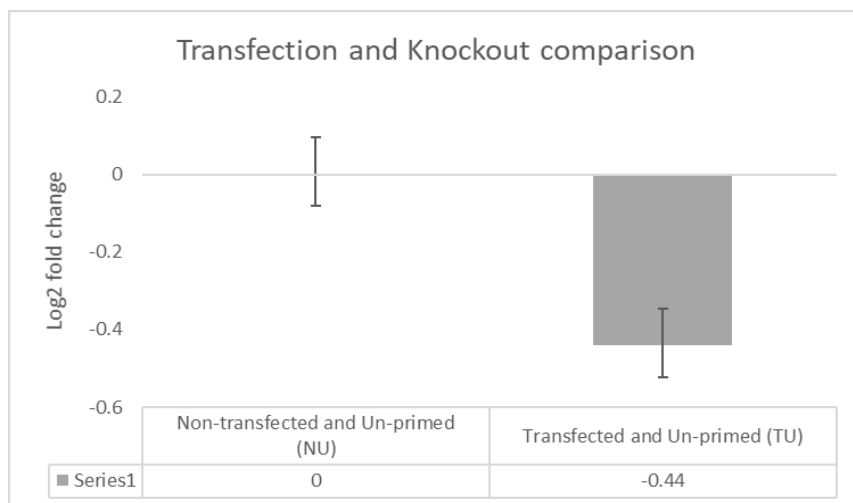 Transfection and Knockout comparison
0.2
0
-0.2
-0.4
-0.6
Log2 fold change
Non-transfected and Un-primed
(NU)
Transfected and Un-primed (TU)
Series1
0
-0.44